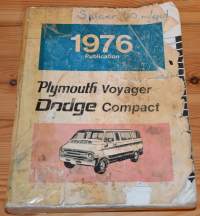 1976
Publication
Plymouth Voyager
Dodge Compact